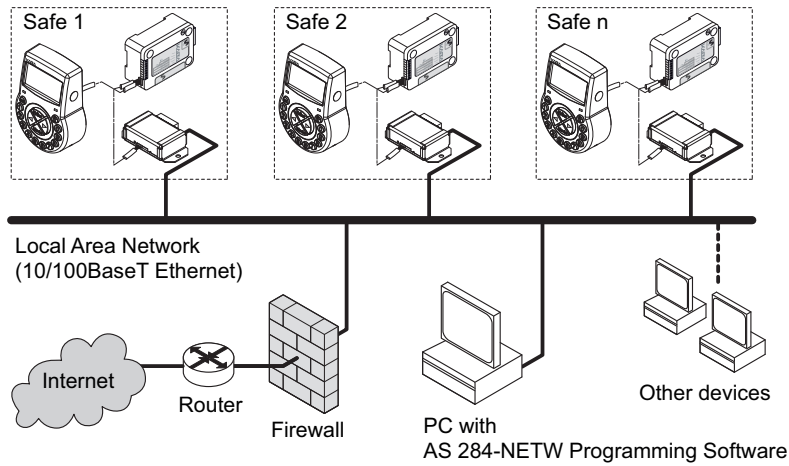 Safe 1
Safe 2
Safe n
Local Area Network
(10/100BaseT Ethernet)
Internet
Router
Firewall
PC with
AS 284-NETW Programming Software
Other devices